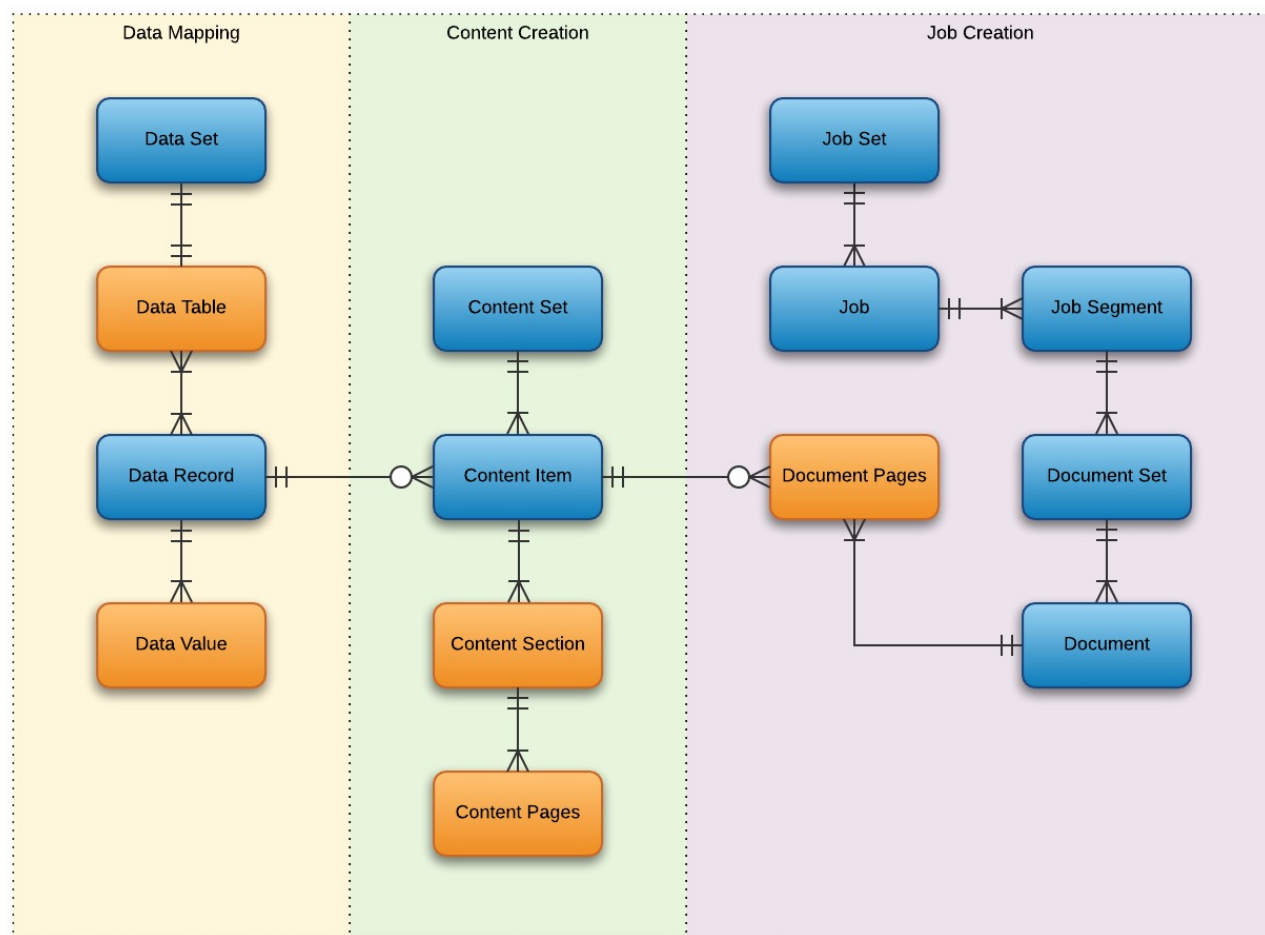 Data Mapping
Content Creation
Job Creation
Data Set
Job Set
Data Table
Content Set
Job
Job Segment
Data Record
Content Item
Document Pages
Document Set
Data Value
Content Section
Document
Content Pages